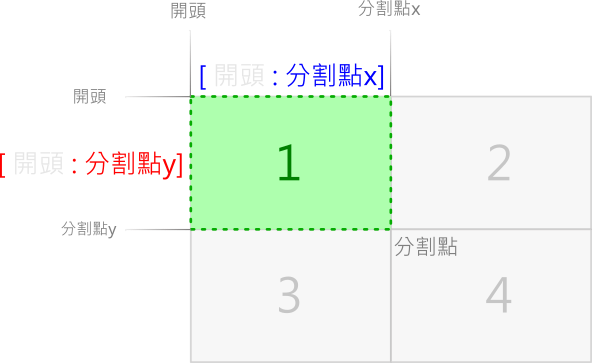 開頭
分割點x
[ 開頭 : 分割點x]
開頭
[ 開頭 : 分割點y]
1
2
分割點y
分割點
3
4